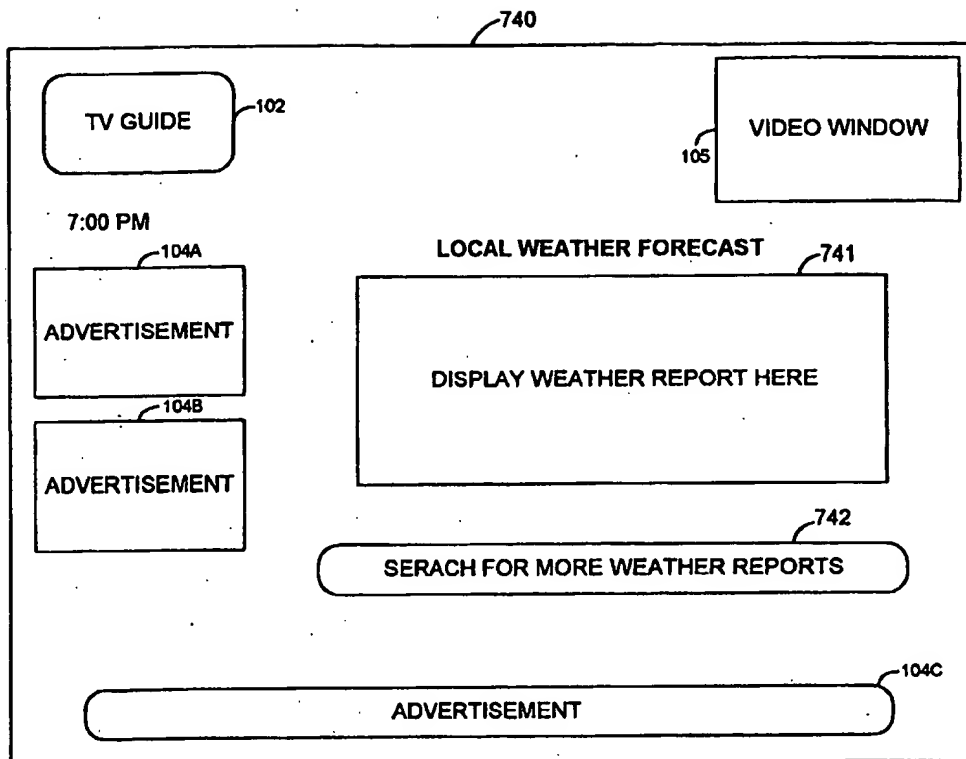 740
TV GUIDE
102
VIDEO WINDOW
105
7:00 PM
LOCAL WEATHER FORECAST
104A
741
ADVERTISEMENT
DISPLAY WEATHER REPORT HERE
104B
ADVERTISEMENT
742
SERACH FOR MORE WEATHER REPORTS
104C
ADVERTISEMENT